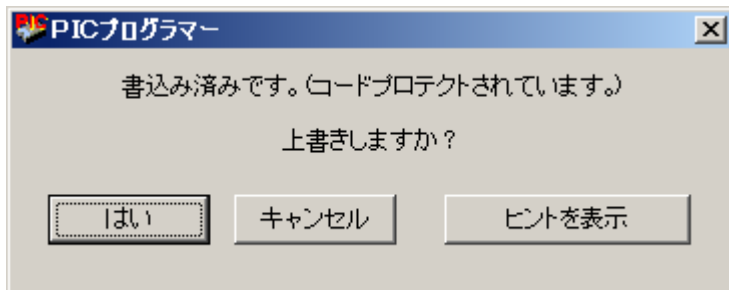 PIC
PICプログラマー
書込み済みです。(コードプロテクトされています。)
上書きしますか？
はい
キャンセル
ヒントを表示